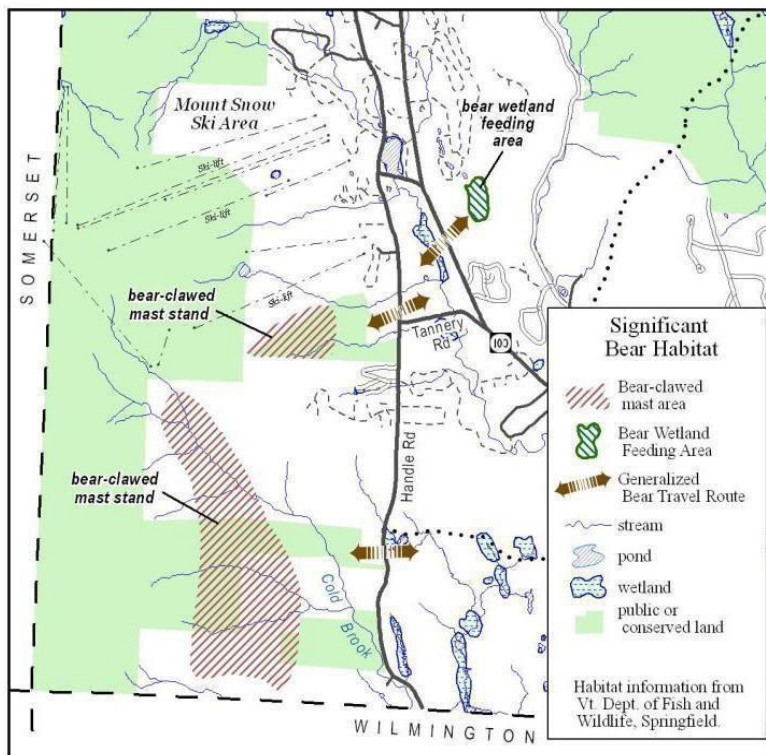 Mount Snow
Ski Area
bear wetland
feeding
area
SOMERSET
Ski-lift
Ski-lift
Ski-lift
bear-clawed
mast stand
Tannery
Rd
100
Handle Rd
bear-clawed
mast stand
Cold
Brook
WILMINGTON
Significant
Bear Habitat
Bear-clawed
mast area
Bear Wetland
Feeding Area
Generalized
Bear Travel Route
stream
pond
wetland
public or
conserved land
Habitat information from
Vt. Dept. of Fish and
Wildlife, Springfield.